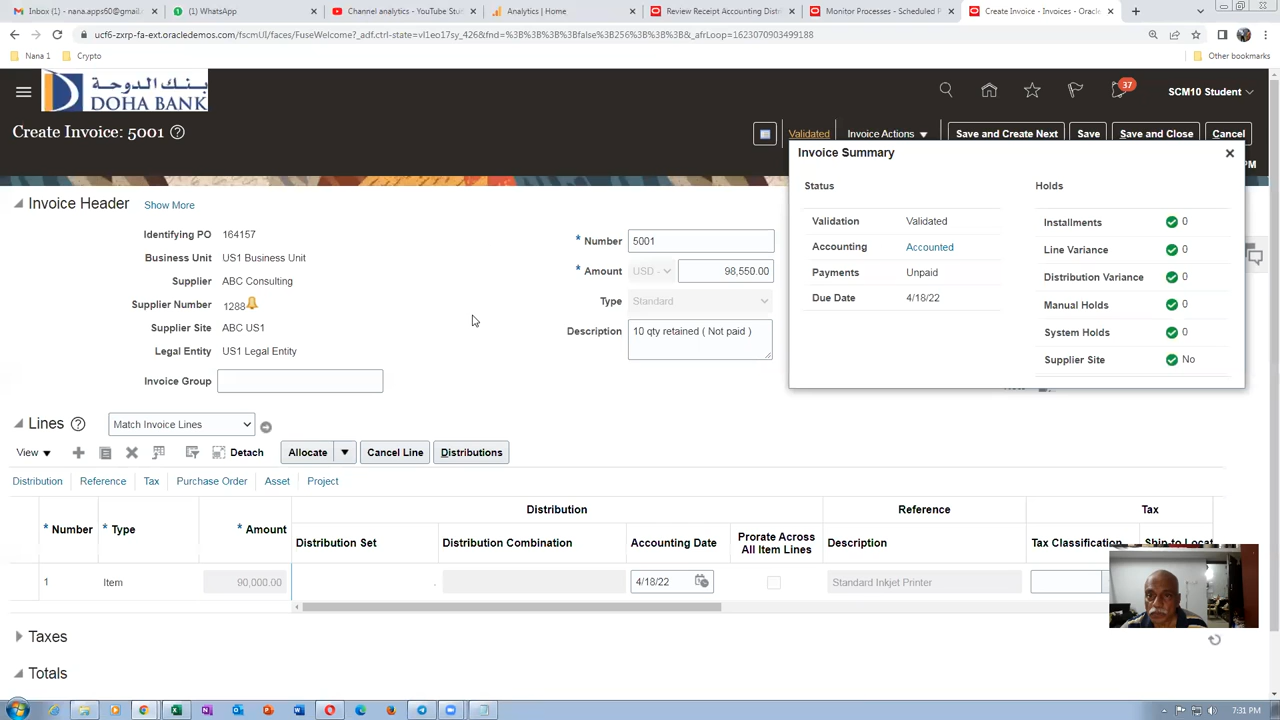 Inbox (1) - nana.apps60@gmail.
(1) WhatsApp
Channel analytics - YouTube Stu
Analytics | Home
Review Receipt Accounting Dist
Monitor Processes - Scheduled P
Create Invoice - Invoices - Oracle
ucf6-zxrp-fa-ext.oracledemos.com/fscmUI/faces/FuseWelcome?_adf.ctrl-state=vl1eo17sy_426&fnd=%3B%3B%3B%3Bfalse%3B256%3B%3B%3B&_afrLoop=1623070903499188
Nana 1
Crypto
Other bookmarks
بنك الدوحة
DOHA BANK
37
SCM10 Student
Create Invoice: 5001
Validated
Invoice Actions
Save and Create Next
Save
Save and Close
Cancel
PM
Invoice Summary
Status
Holds
Validation Validated
Accounting Accounted
Payments Unpaid
Due Date 4/18/22
Installments 0
Line Variance 0
Distribution Variance 0
Manual Holds 0
System Holds 0
Supplier Site No
Invoice Header
Show More
Identifying PO 164157
Business Unit US1 Business Unit
Supplier ABC Consulting
Supplier Number 1288
Supplier Site ABC US1
Legal Entity US1 Legal Entity
Invoice Group
* Number 5001
* Amount USD - 98,550.00
Type Standard
Description 10 qty retained ( Not paid )
Lines
Match Invoice Lines
View
Detach
Allocate
Cancel Line
Distributions
Distribution
Reference
Tax
Purchase Order
Asset
Project
* Number
* Type
* Amount
Distribution
Reference
Tax
Distribution Set
Distribution Combination
Accounting Date
Prorate Across
All Item Lines
Description
Tax Classification
Ship-to Locat
1
Item
90,000.00
4/18/22
Standard Inkjet Printer
Taxes
Totals
7:31 PM